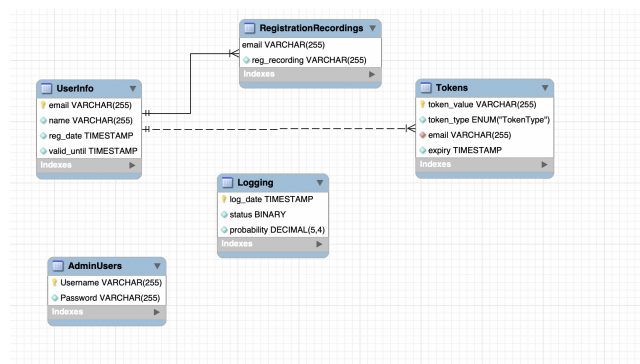 RegistrationRecordings
email VARCHAR(255)
reg_recording VARCHAR(255)
Indexes
UserInfo
email VARCHAR(255)
name VARCHAR(255)
reg_date TIMESTAMP
valid_until TIMESTAMP
Indexes
Tokens
token_value VARCHAR(255)
token_type ENUM("TokenType")
email VARCHAR(255)
expiry TIMESTAMP
Indexes
Logging
log_date TIMESTAMP
status BINARY
probability DECIMAL(5,4)
Indexes
AdminUsers
Username VARCHAR(255)
Password VARCHAR(255)
Indexes